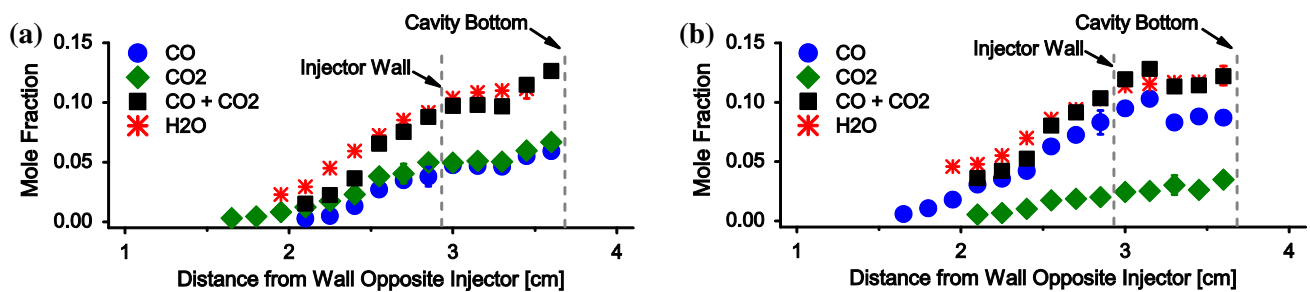 (a)
Mole Fraction
0.15
0.10
0.05
0.00
CO
CO2
CO + CO2
H2O
Injector Wall
Cavity Bottom
1
2
3
4
Distance from Wall Opposite Injector [cm]
(b)
Mole Fraction
0.15
0.10
0.05
0.00
CO
CO2
CO + CO2
H2O
Injector Wall
Cavity Bottom
1
2
3
4
Distance from Wall Opposite Injector [cm]